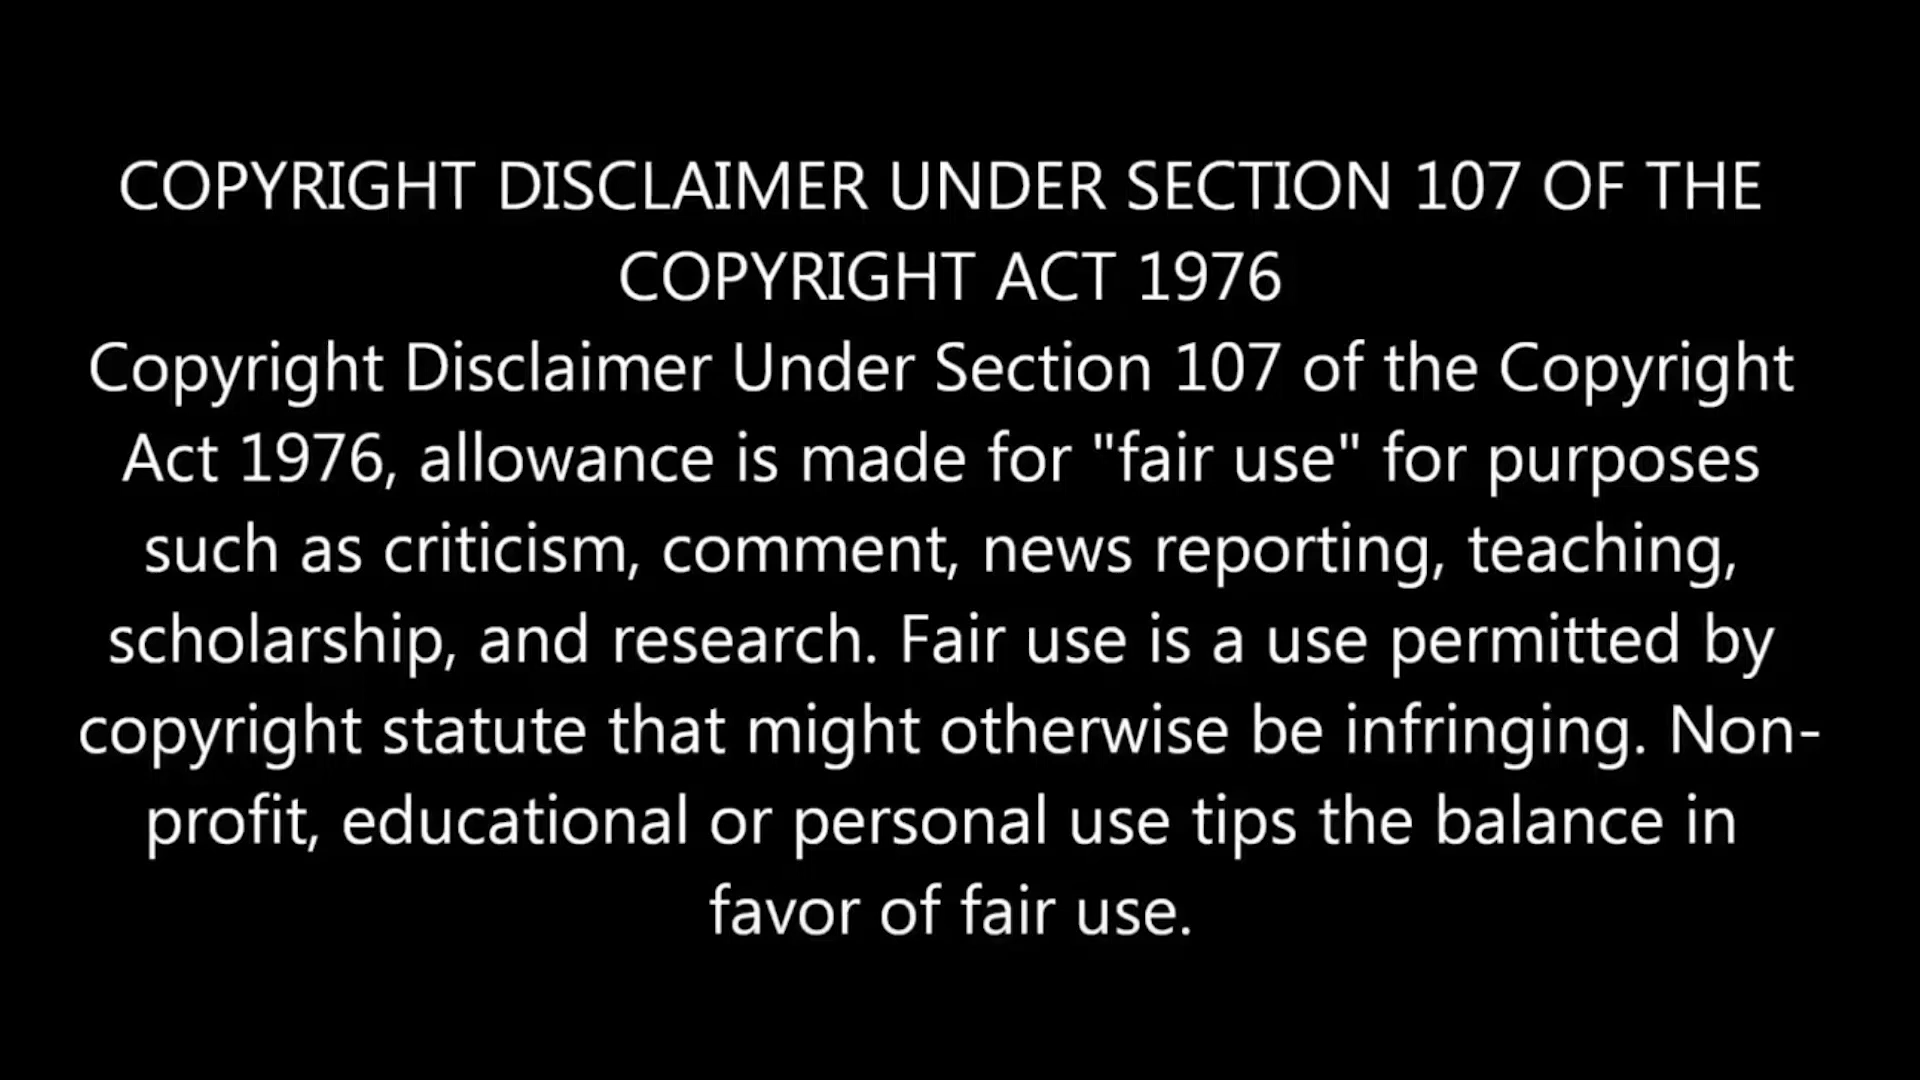 COPYRIGHT DISCLAIMER UNDER SECTION 107 OF THE
COPYRIGHT ACT 1976
Copyright Disclaimer Under Section 107 of the Copyright
Act 1976, allowance is made for "fair use" for purposes
such as criticism, comment, news reporting, teaching,
scholarship, and research. Fair use is a use permitted by
copyright statute that might otherwise be infringing. Non-
profit, educational or personal use tips the balance in
favor of fair use.